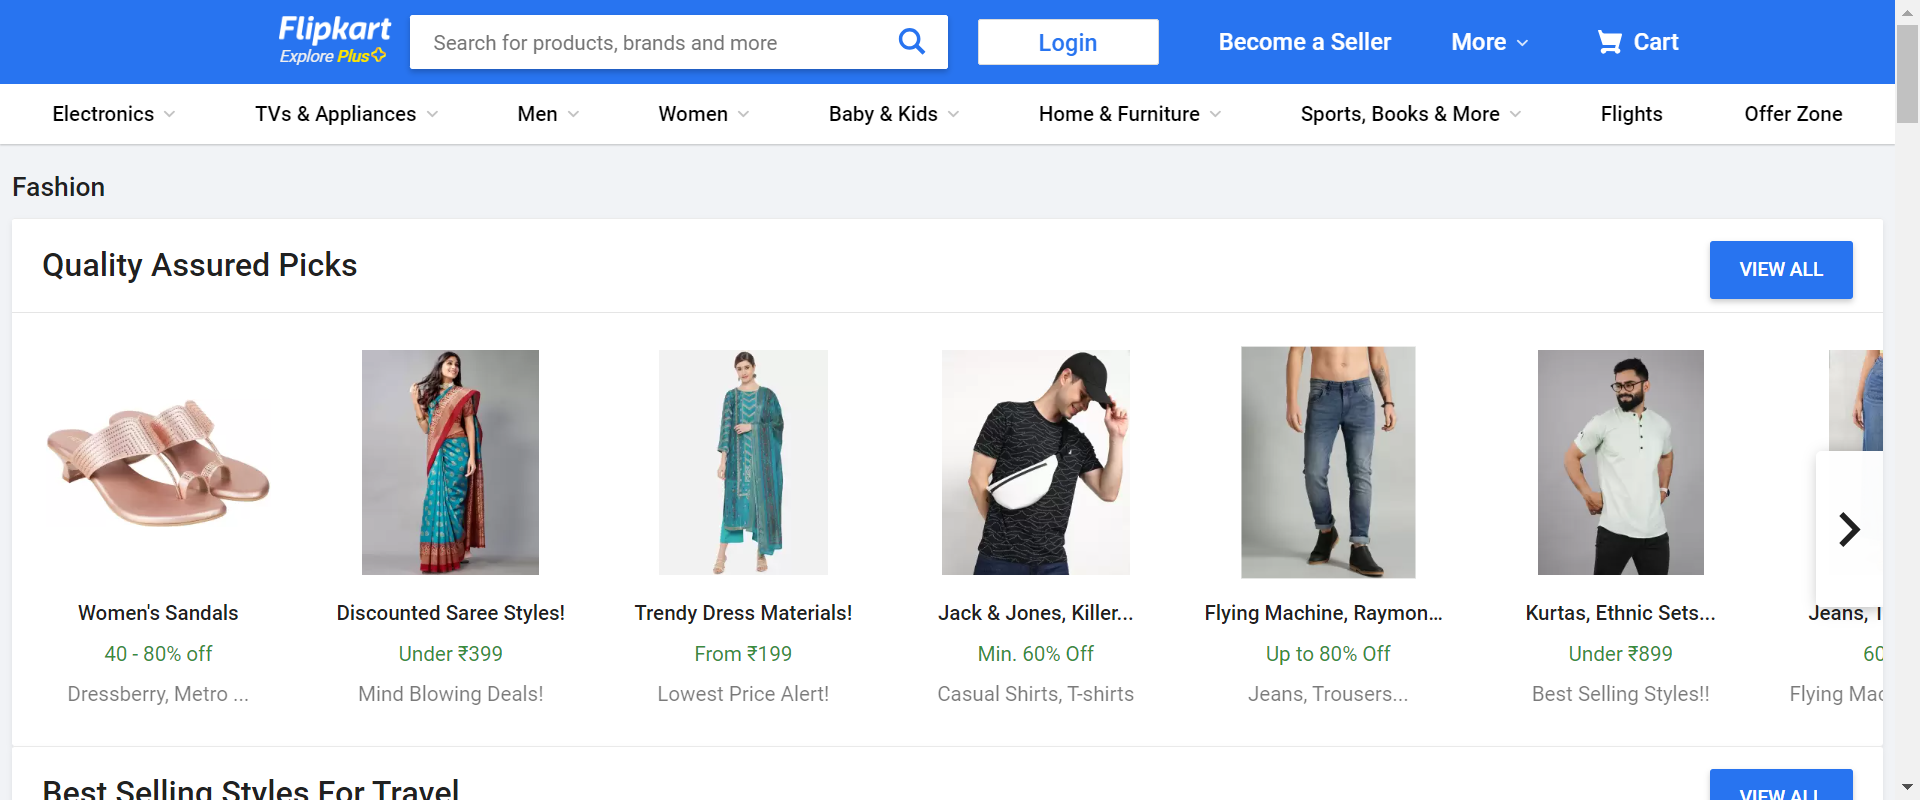 Flipkart
Explore Plus
Search for products, brands and more
Login
Become a Seller
More
Cart
Electronics
TVs & Appliances
Men
Women
Baby & Kids
Home & Furniture
Sports, Books & More
Flights
Offer Zone
Fashion
Quality Assured Picks
VIEW ALL
Women's Sandals
40 - 80% off
Dressberry, Metro ...
Discounted Saree Styles!
Under ₹399
Mind Blowing Deals!
Trendy Dress Materials!
From ₹199
Lowest Price Alert!
Jack & Jones, Killer...
Min. 60% Off
Casual Shirts, T-shirts
Flying Machine, Raymon...
Up to 80% Off
Jeans, Trousers...
Kurtas, Ethnic Sets...
Under ₹899
Best Selling Styles!!
Jeans,
60
Flying
Best Selling Styles For Travel
VIEW ALL